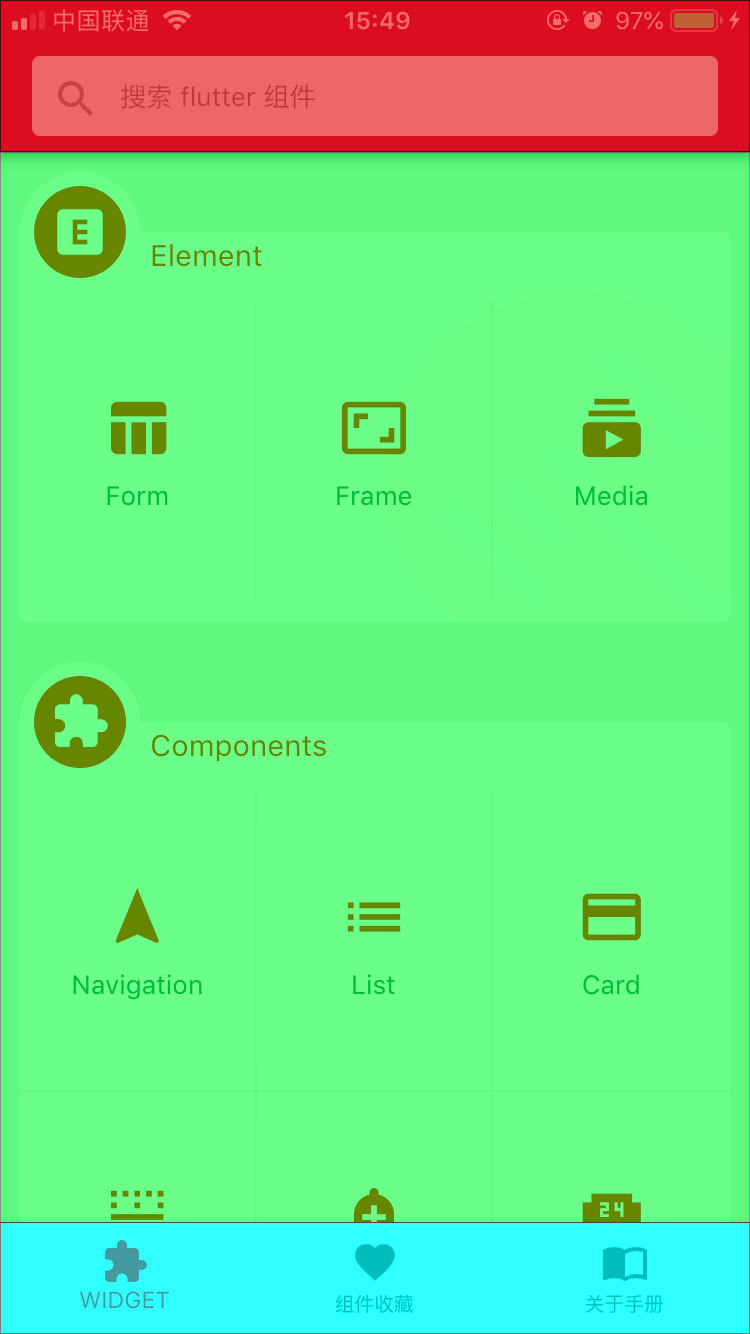 中国联通 15:49 97%
搜索 flutter 组件
E
Element
Form Frame Media
Components
Navigation List Card
24
WIDGET 组件收藏 关于手册